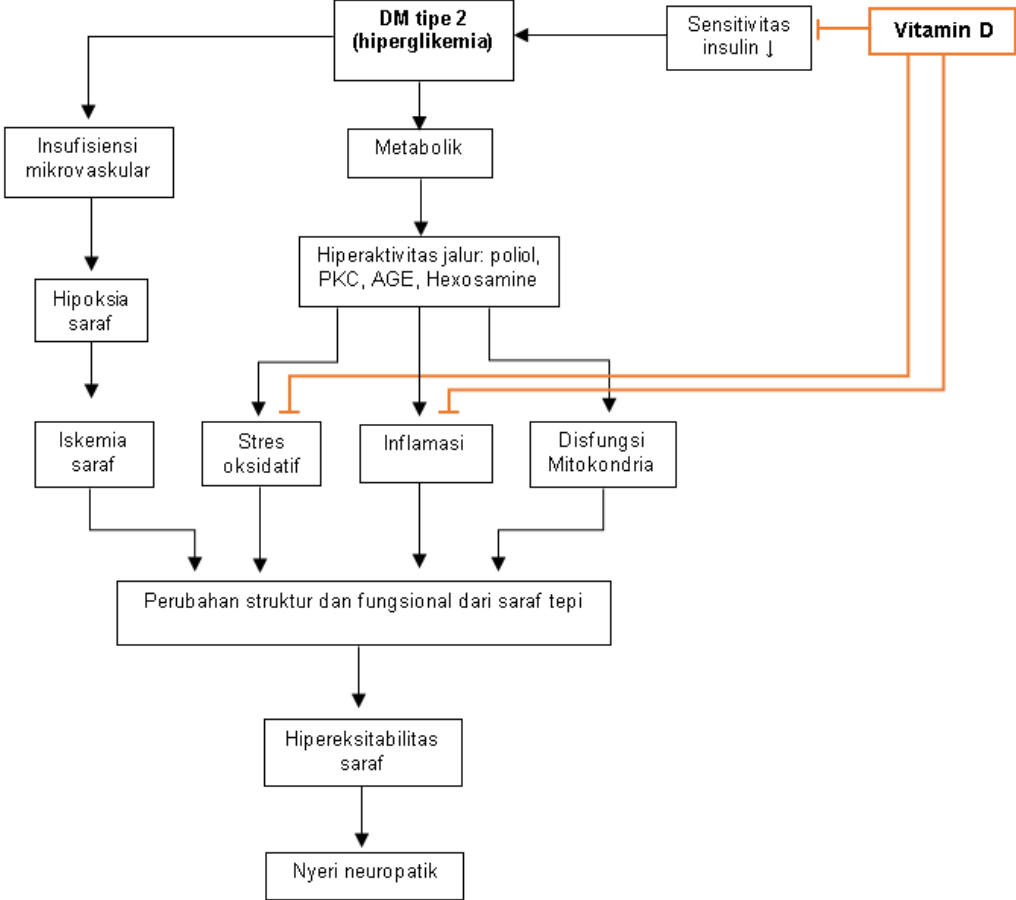 DM tipe 2
(hiperglikemia)
Sensitivitas
insulin ↓
Vitamin D
Insufisiensi
mikrovaskular
Metabolik
Hiperaktivitas jalur: poliol,
PKC, AGE, Hexosamine
Hipoksia
saraf
Iskemia
saraf
Stres
oksidatif
Inflamasi
Disfungsi
Mitokondria
Perubahan struktur dan fungsional dari saraf tepi
Hipereksitabilitas
saraf
Nyeri neuropatik